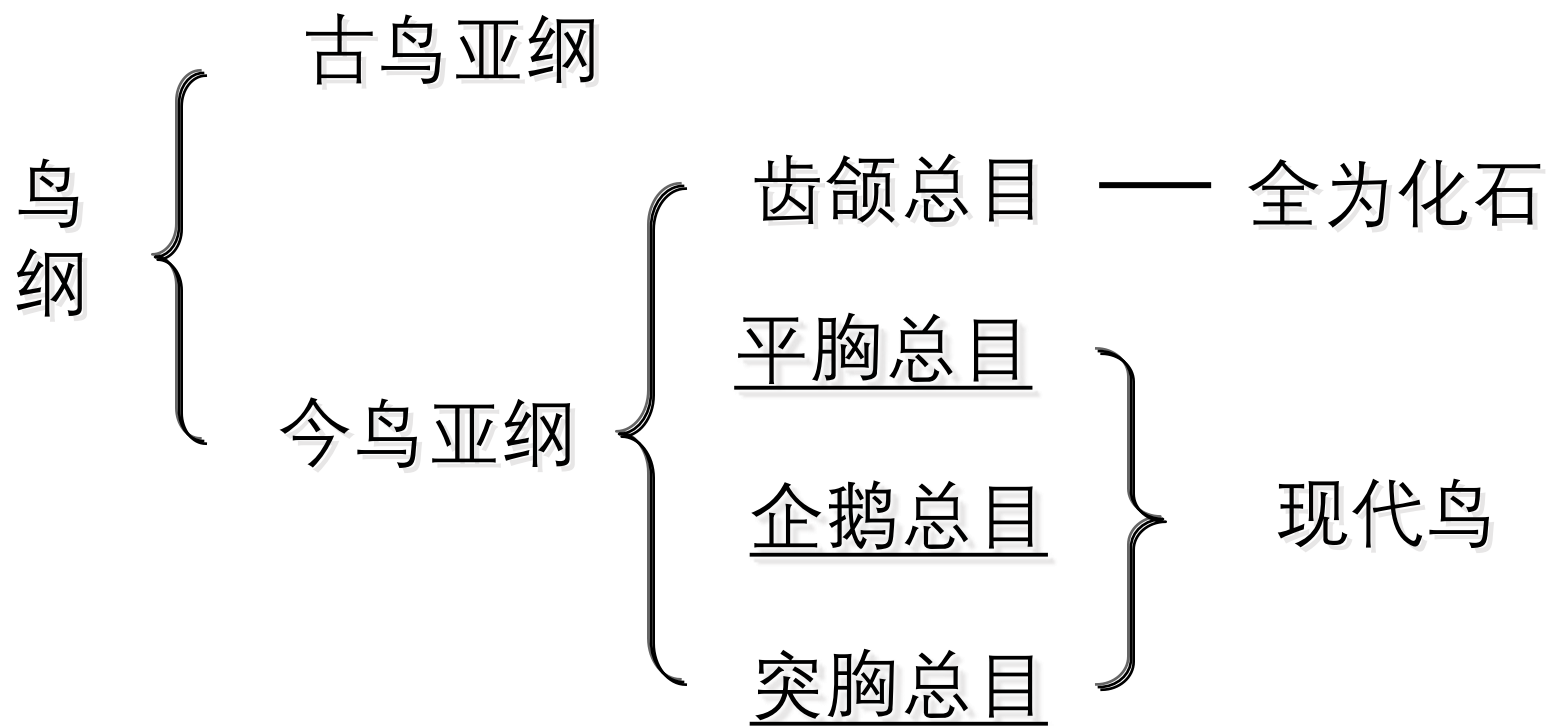 古鸟亚纲
鸟
纲
齿颌总目
全为化石
平胸总目
今鸟亚纲
企鹅总目
现代鸟
突胸总目